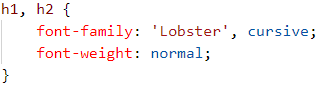 h1, h2 {
    font-family: 'Lobster', cursive;
    font-weight: normal;
}